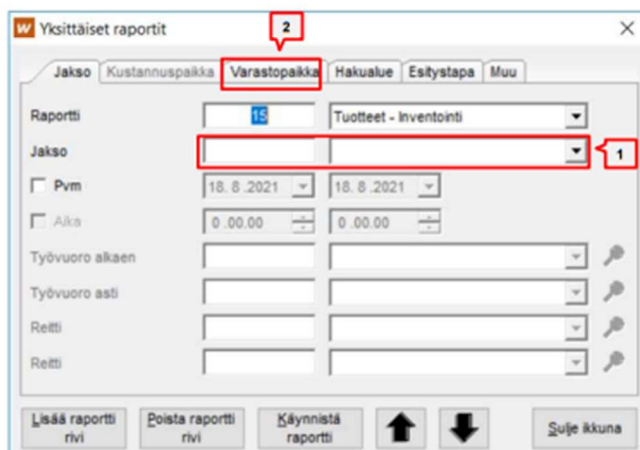 w Yksittäiset raportit
2
Jakso Kustannuspaikka Varastopaikka Hakualue Esitystapa Muu
Raportti 15 Tuotteet - Inventointi
Jakso
1
Pvm 18. 8 .2021 18. 8 .2021
Aika 0 .00.00 0 .00.00
Työvuoro alkaen
Työvuoro asti
Reitti
Reitti
Lisää raportti Poista raportti Käynnistä Sulje ikkuna
rivi rivi raportti